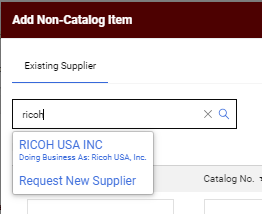 Add Non-Catalog Item
Existing Supplier
ricoh
RICOH USA INC
Doing Business As: Ricoh USA, Inc.
Request New Supplier
Catalog No.